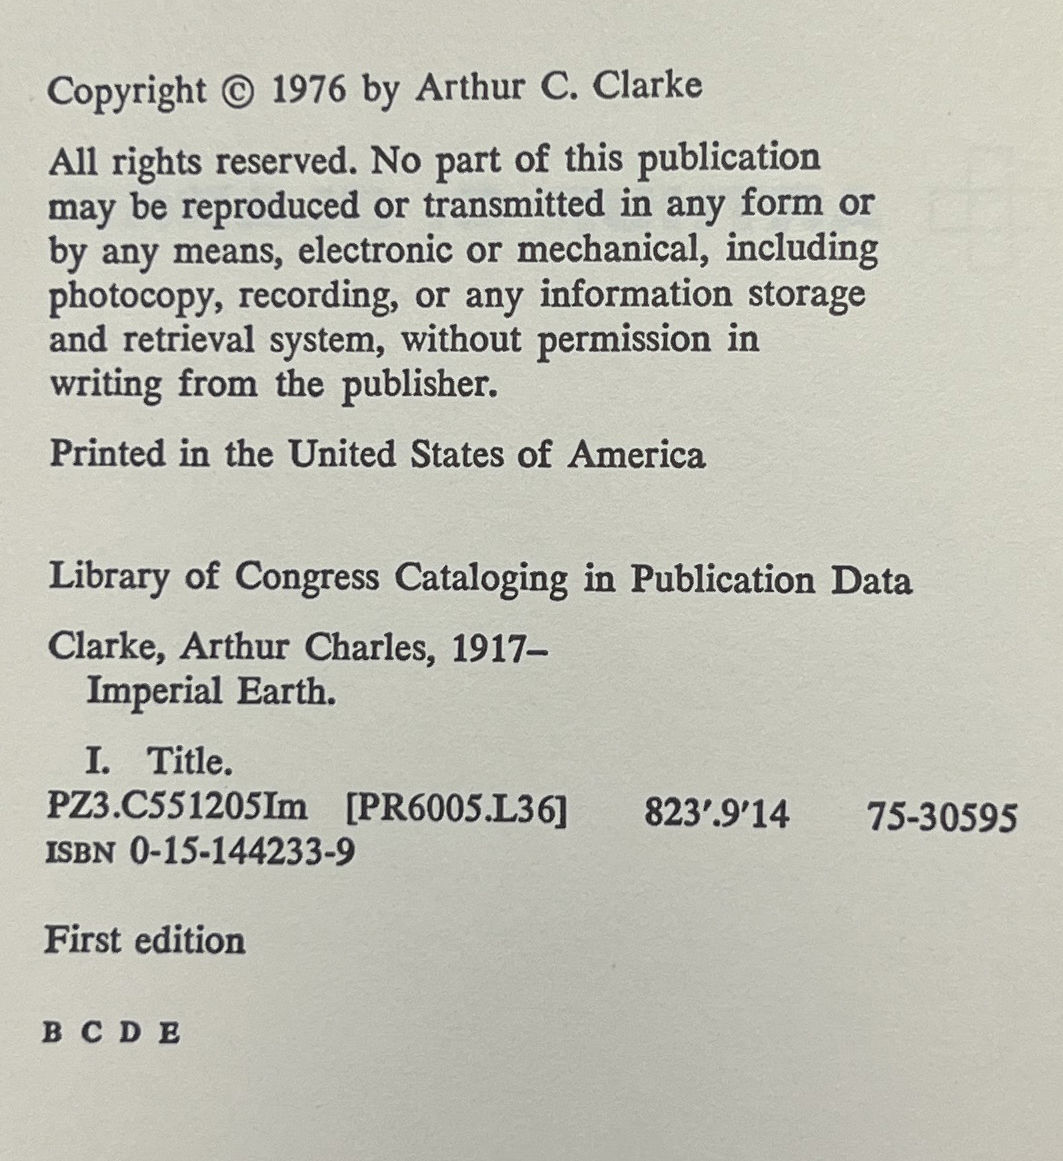 Copyright © 1976 by Arthur C. Clarke
All rights reserved. No part of this publication
may be reproduced or transmitted in any form or
by any means, electronic or mechanical, including
photocopy, recording, or any information storage
and retrieval system, without permission in
writing from the publisher.
Printed in the United States of America
Library of Congress Cataloging in Publication Data
Clarke, Arthur Charles, 1917–
Imperial Earth.
I. Title.
PZ3.C551205Im [PR6005.L36] 823'.9'14 75-30595
ISBN 0-15-144233-9
First edition
B C D E